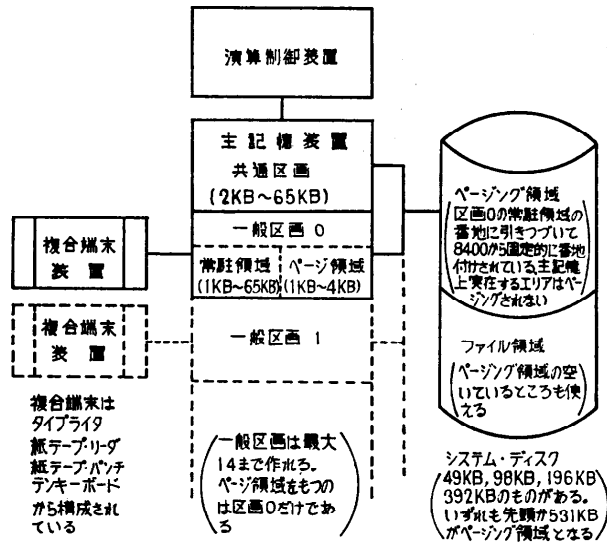 演算制御装置
主記憶装置
共通区画
(2KB~65KB)
一般区画0
常駐領域
(1KB~65KB)
ページ領域
(1KB~4KB)
一般区画1
(一般区画は最大
14まで作れる。
ページ領域をもつの
は区画0だけであ
る)
複合端末
装置
複合端末
装置
複合端末は
タイプライタ
紙テープ・リーダ
紙テープ・パンチ
テンキーボード
から構成され
ている
ページング領域
(区画0の常駐領域の
番地に引きつづいて
8400から固定的に番地
付けされている。主記憶
上実在するエリアはペー
ジングされない)
ファイル領域
(ページング領域の空
いているところも使
える)
システム・ディスク
(49KB, 98KB, 196KB
392KBのものがある。
いずれも先頭から531KB
がページング領域となる)